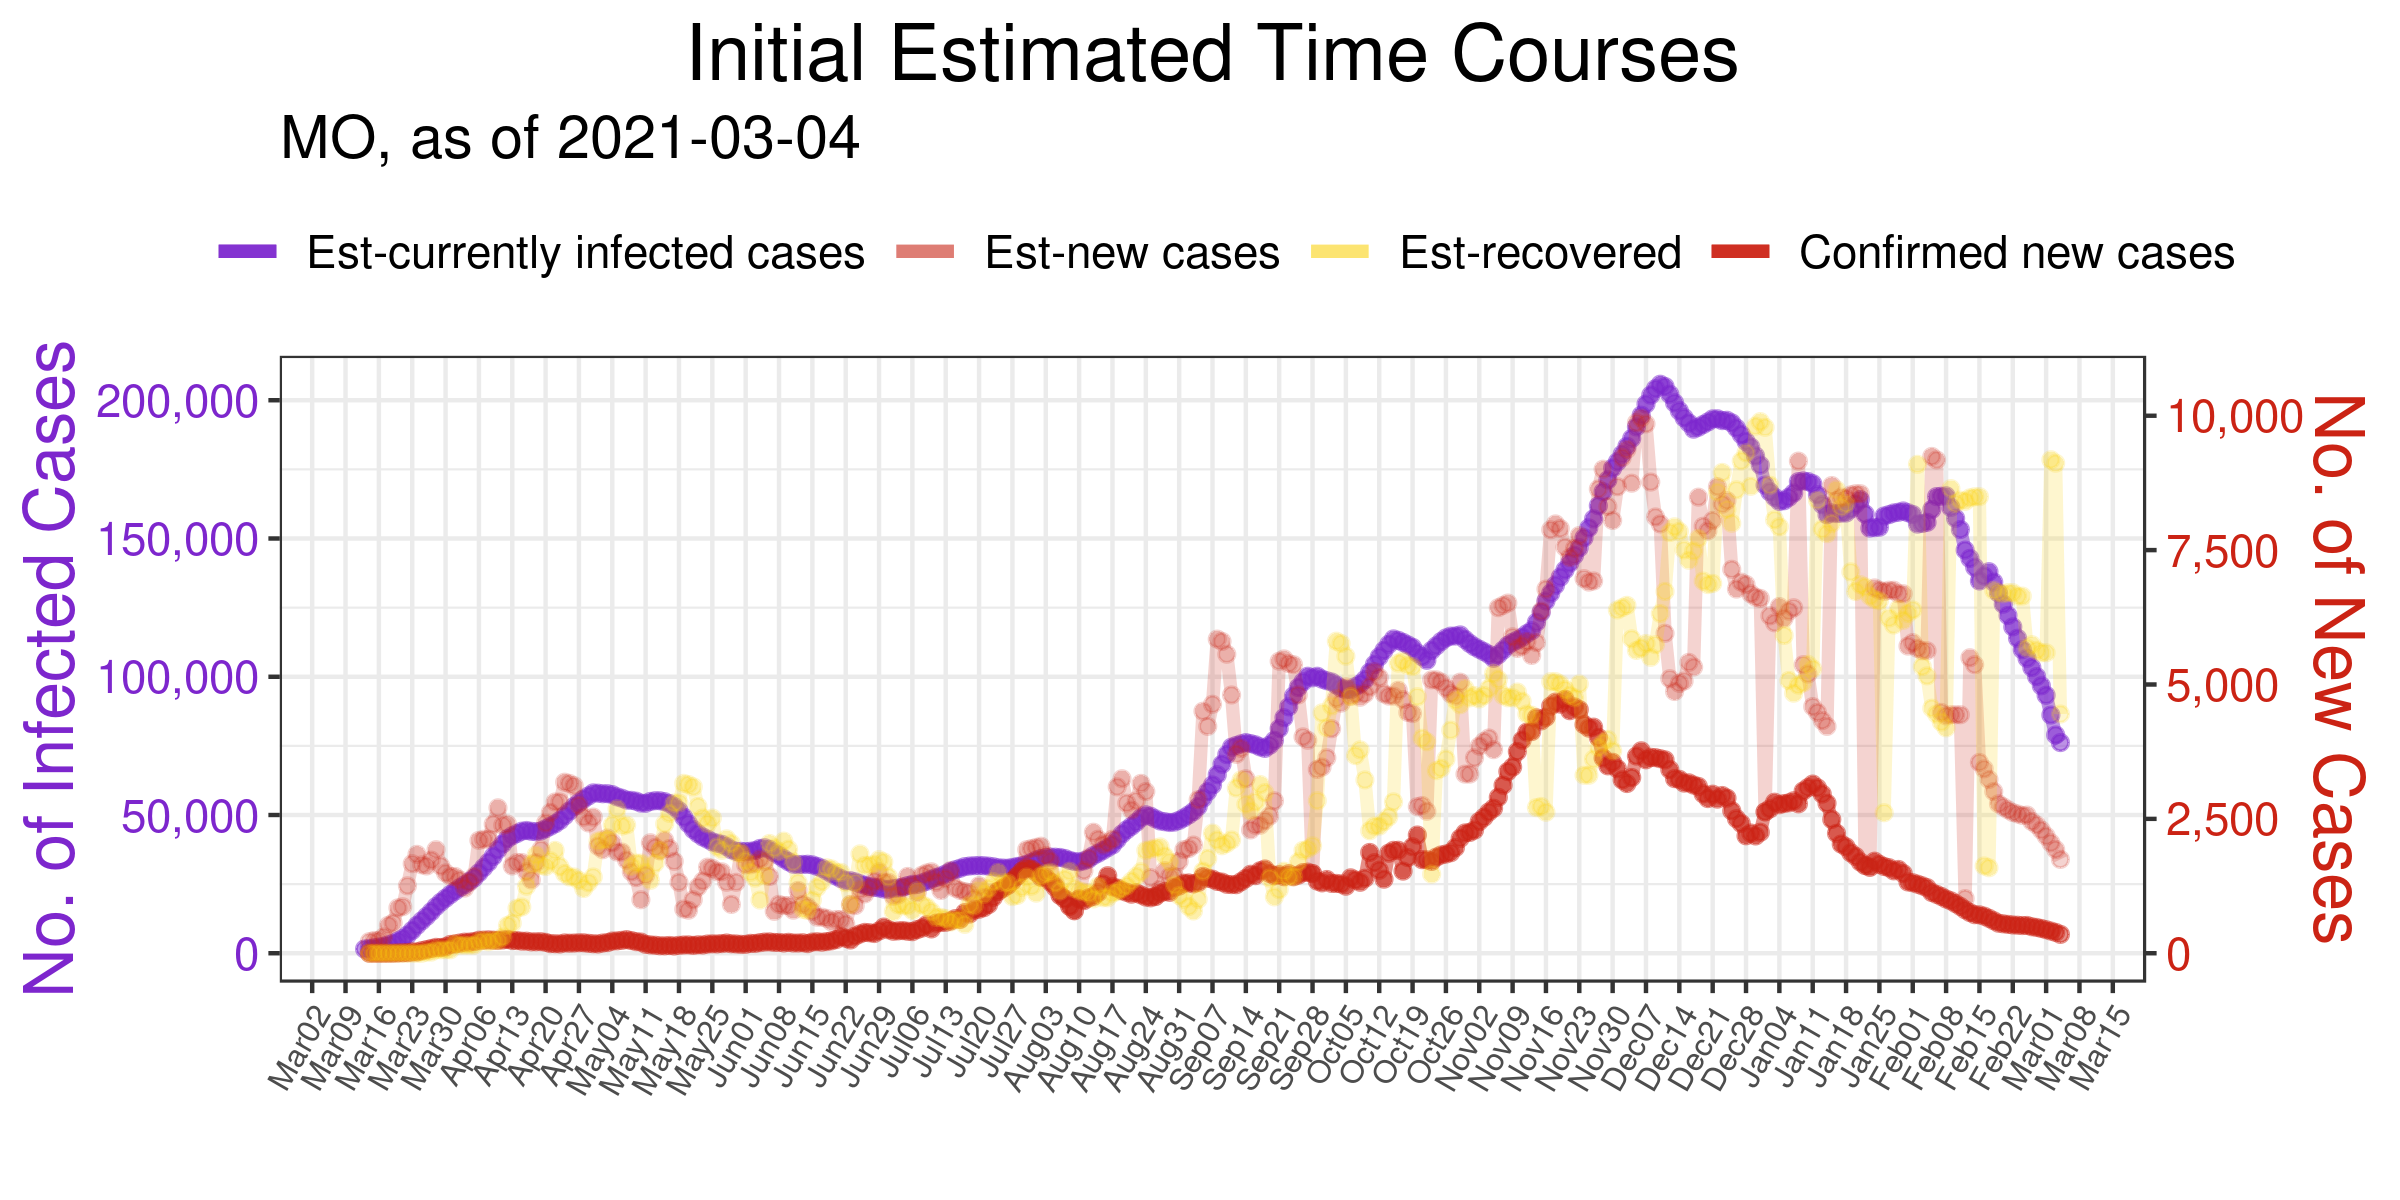 Initial Estimated Time Courses
MO, as of 2021-03-04
Est-currently infected cases Est-new cases Est-recovered Confirmed new cases
No. of Infected Cases
200,000
150,000
100,000
50,000
0
10,000
7,500
5,000
2,500
0
No. of New Cases
Mar02 Mar09 Mar16 Mar23 Mar30 Apr06 Apr13 Apr20 Apr27 May04 May11 May18 May25 Jun01 Jun08 Jun15 Jun22 Jun29 Jul06 Jul13 Jul20 Jul27 Aug03 Aug10 Aug17 Aug24 Aug31 Sep07 Sep14 Sep21 Sep28 Oct05 Oct12 Oct19 Oct26 Nov02 Nov09 Nov16 Nov23 Nov30 Dec07 Dec14 Dec21 Dec28 Jan04 Jan11 Jan18 Jan25 Feb01 Feb08 Feb15 Feb22 Mar01 Mar08 Mar15